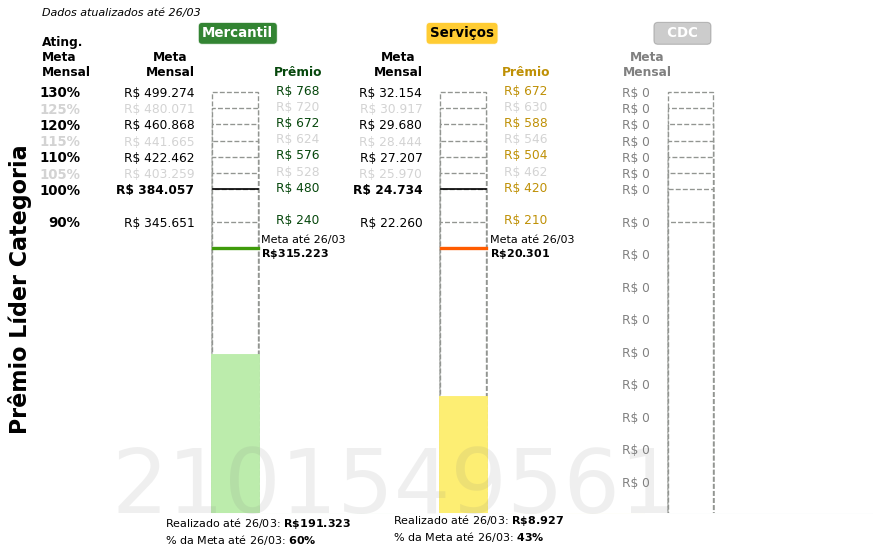 Dados atualizados até 26/03
Mercantil Serviços CDC
Ating. Meta Mensal Meta Mensal Prêmio Meta Mensal Prêmio Meta Mensal
130% R$ 499.274 R$ 768 R$ 32.154 R$ 672 R$ 0
125% R$ 480.071 R$ 720 R$ 30.917 R$ 630 R$ 0
120% R$ 460.868 R$ 672 R$ 29.680 R$ 588 R$ 0
115% R$ 441.665 R$ 624 R$ 28.444 R$ 546 R$ 0
110% R$ 422.462 R$ 576 R$ 27.207 R$ 504 R$ 0
105% R$ 403.259 R$ 528 R$ 25.970 R$ 462 R$ 0
100% R$ 384.057 R$ 480 R$ 24.734 R$ 420 R$ 0
90% R$ 345.651 R$ 240 R$ 22.260 R$ 210 R$ 0
Meta até 26/03 Meta até 26/03
R$315.223 R$20.301 R$ 0
R$ 0
R$ 0
R$ 0
R$ 0
R$ 0
R$ 0
R$ 0
Prêmio Líder Categoria
2101549561
Realizado até 26/03: R$191.323 Realizado até 26/03: R$8.927
% da Meta até 26/03: 60% % da Meta até 26/03: 43%